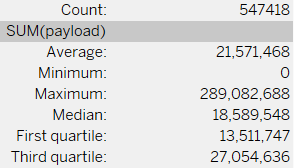 Count: 547418
SUM(payload)
Average: 21,571,468
Minimum: 0
Maximum: 289,082,688
Median: 18,589,548
First quartile: 13,511,747
Third quartile: 27,054,636